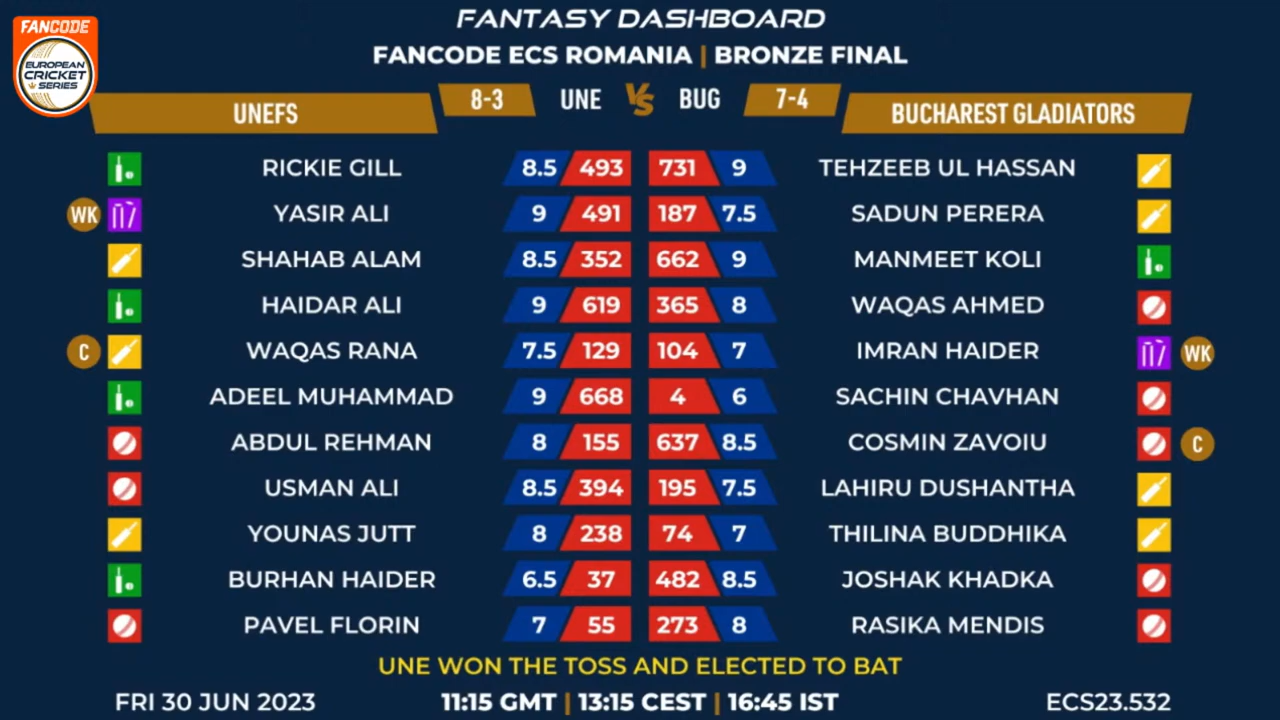 FANTASY DASHBOARD
FANCODE
EUROPEAN
CRICKET
SERIES
FANCODE ECS ROMANIA | BRONZE FINAL
UNEFS 8-3 UNE VS BUG 7-4 BUCHAREST GLADIATORS
RICKIE GILL 8.5 493 731 9 TEHZEEB UL HASSAN
WK YASIR ALI 9 491 187 7.5 SADUN PERERA
SHAHAB ALAM 8.5 352 662 9 MANMEET KOLI
HAIDAR ALI 9 619 365 8 WAQAS AHMED
C WAQAS RANA 7.5 129 104 7 IMRAN HAIDER WK
ADEEL MUHAMMAD 9 668 4 6 SACHIN CHAVHAN
ABDUL REHMAN 8 155 637 8.5 COSMIN ZAVOIU C
USMAN ALI 8.5 394 195 7.5 LAHIRU DUSHANTHA
YOUNAS JUTT 8 238 74 7 THILINA BUDDHIKA
BURHAN HAIDER 6.5 37 482 8.5 JOSHAK KHADKA
PAVEL FLORIN 7 55 273 8 RASIKA MENDIS
UNE WON THE TOSS AND ELECTED TO BAT
FRI 30 JUN 2023 11:15 GMT | 13:15 CEST | 16:45 IST ECS23.532